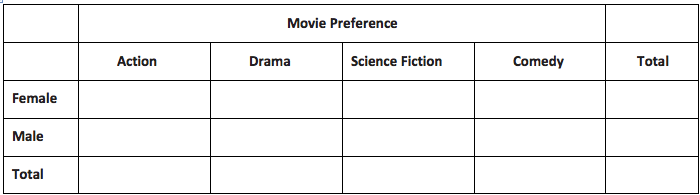 Movie Preference
Action Drama Science Fiction Comedy Total
Female
Male
Total